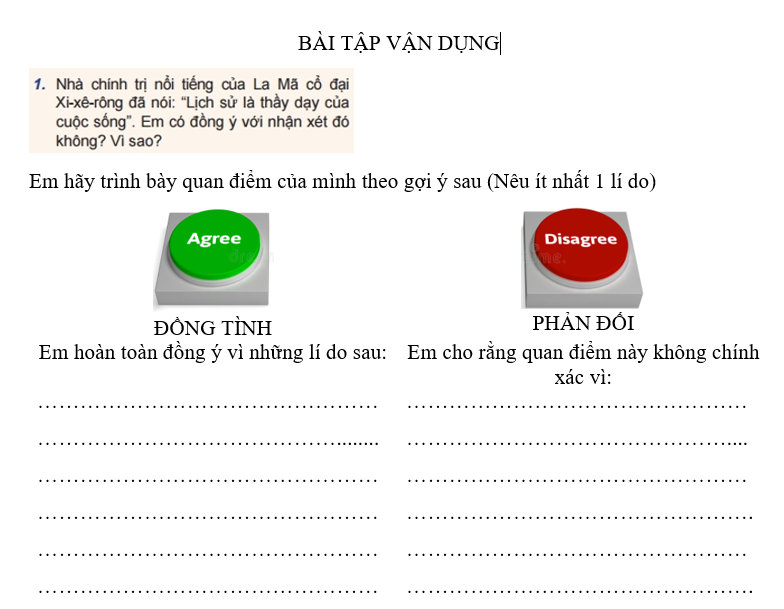 BÀI TẬP VẬN DỤNG
1. Nhà chính trị nổi tiếng của La Mã cổ đại
Xi-xê-rông đã nói: “Lịch sử là thầy dạy của
cuộc sống”. Em có đồng ý với nhận xét đó
không? Vì sao?
Em hãy trình bày quan điểm của mình theo gợi ý sau (Nêu ít nhất 1 lí do)
Agree
ĐỒNG TÌNH
Em hoàn toàn đồng ý vì những lí do sau:
………………………………………….
……………………………………........
………………………………………….
………………………………………….
………………………………………….
………………………………………….
Disagree
PHẢN ĐỐI
Em cho rằng quan điểm này không chính
xác vì:
………………………………………….
………………………………………....
………………………………………….
………………………………………….
………………………………………….
………………………………………….